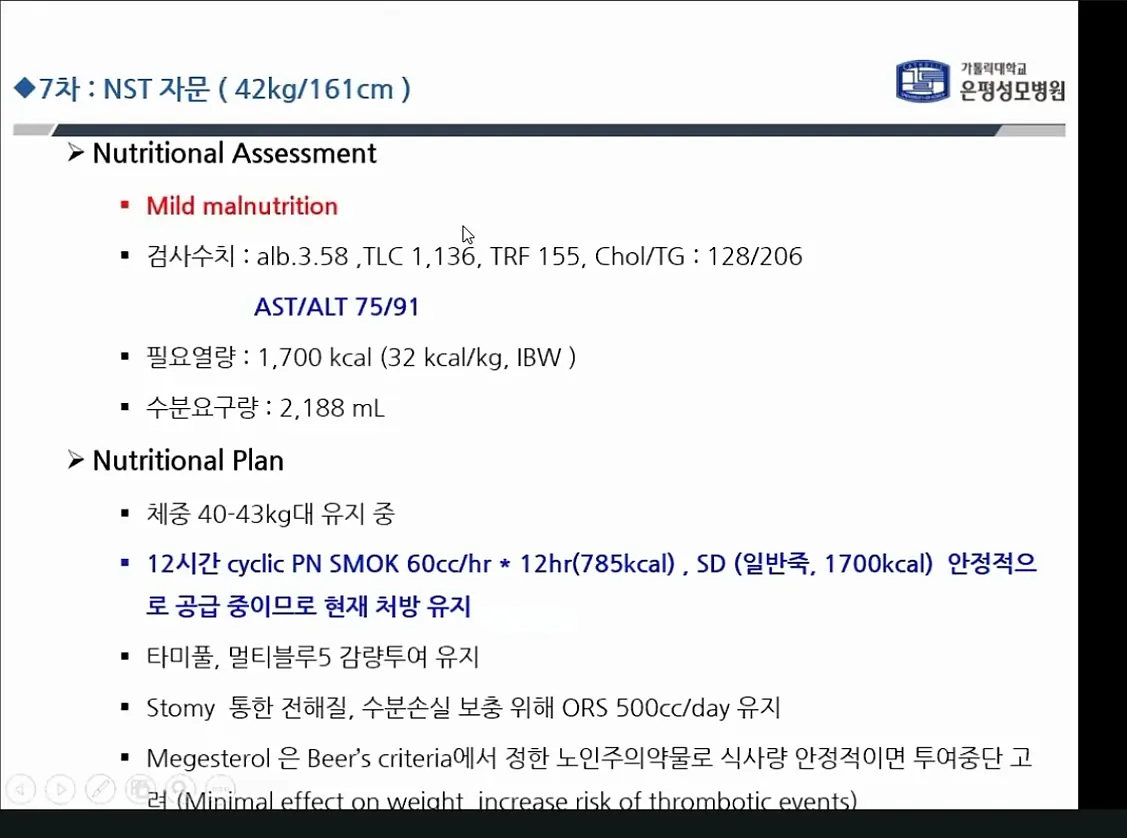 ◆7차 : NST 자문 ( 42kg/161cm )
가톨릭대학교
은평성모병원
➢ Nutritional Assessment
▪ Mild malnutrition
▪ 검사수치 : alb.3.58 ,TLC 1,136, TRF 155, Chol/TG : 128/206
AST/ALT 75/91
▪ 필요열량 : 1,700 kcal (32 kcal/kg, IBW )
▪ 수분요구량 : 2,188 mL
➢ Nutritional Plan
▪ 체중 40-43kg대 유지 중
▪ 12시간 cyclic PN SMOK 60cc/hr * 12hr(785kcal) , SD (일반죽, 1700kcal) 안정적으
로 공급 중이므로 현재 처방 유지
▪ 타미풀, 멀티블루5 감량투여 유지
▪ Stomy 통한 전해질, 수분손실 보충 위해 ORS 500cc/day 유지
▪ Megesterol 은 Beer's criteria에서 정한 노인주의약물로 식사량 안정적이면 투여중단 고
려 (Minimal effect on weight, increase risk of thrombotic events)